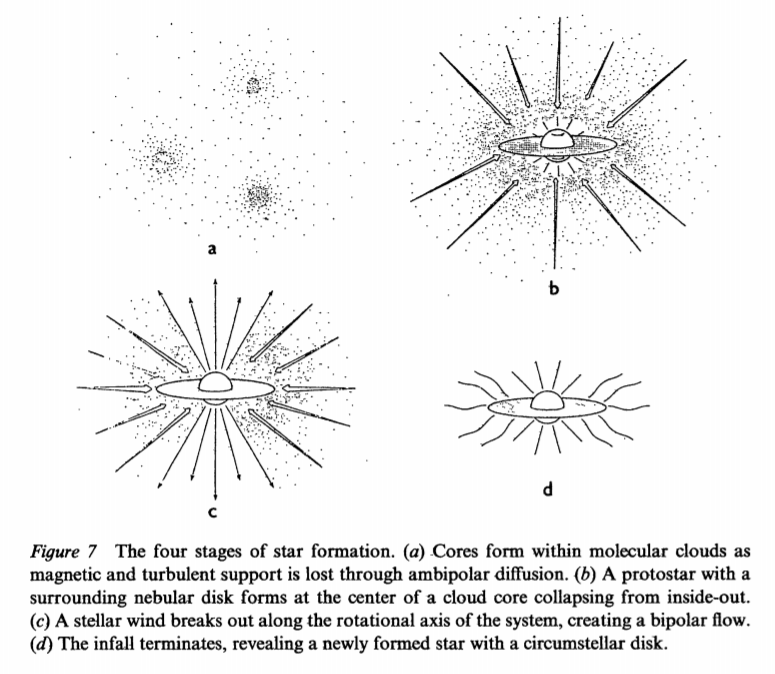 a
b
c
d
Figure 7 The four stages of star formation. (a) Cores form within molecular clouds as
magnetic and turbulent support is lost through ambipolar diffusion. (b) A protostar with a
surrounding nebular disk forms at the center of a cloud core collapsing from inside-out.
(c) A stellar wind breaks out along the rotational axis of the system, creating a bipolar flow.
(d) The infall terminates, revealing a newly formed star with a circumstellar disk.